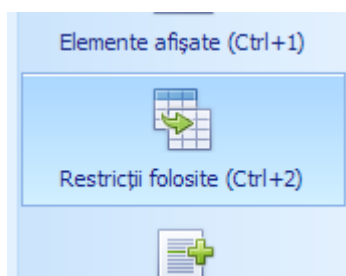 Elemente afişate (Ctrl+1)
Restricţii folosite (Ctrl+2)